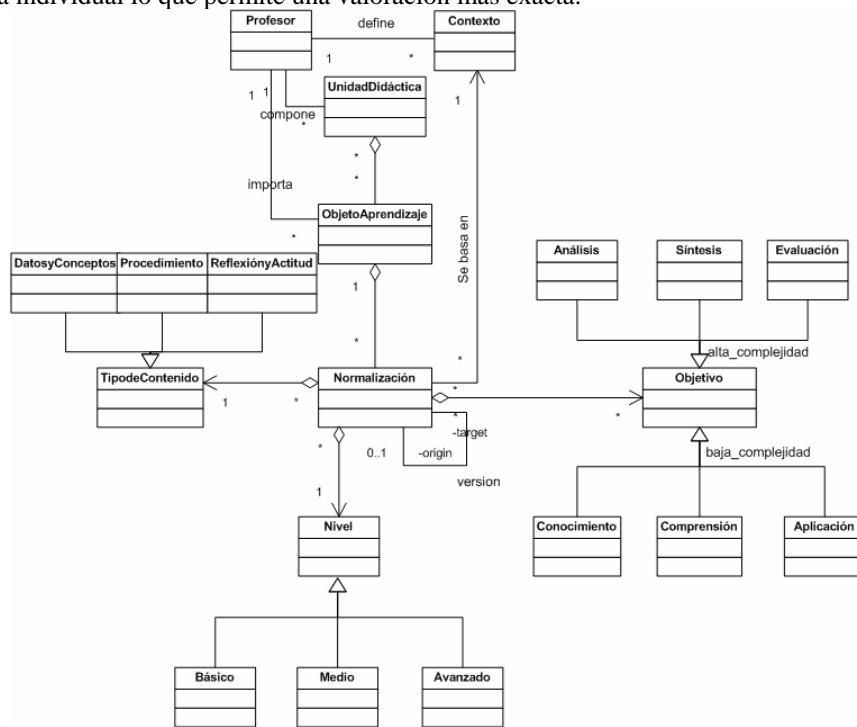 a individual lo que permite una valoración más exacta.
Profesor
define
Contexto
1
*
1
1
UnidadDidáctica
1
compone
*
*
*
importa
ObjetoAprendizaje
*
Se basa en
DatosyConceptos
Procedimiento
ReflexiónyActitud
1
Análisis
Síntesis
Evaluación
*
*
alta_complejidad
TipodeContenido
Normalización
Objetivo
1
*
*
*
*
-target
0..1
-origin
version
baja_complejidad
*
1
Nivel
Conocimiento
Comprensión
Aplicación
Básico
Medio
Avanzado